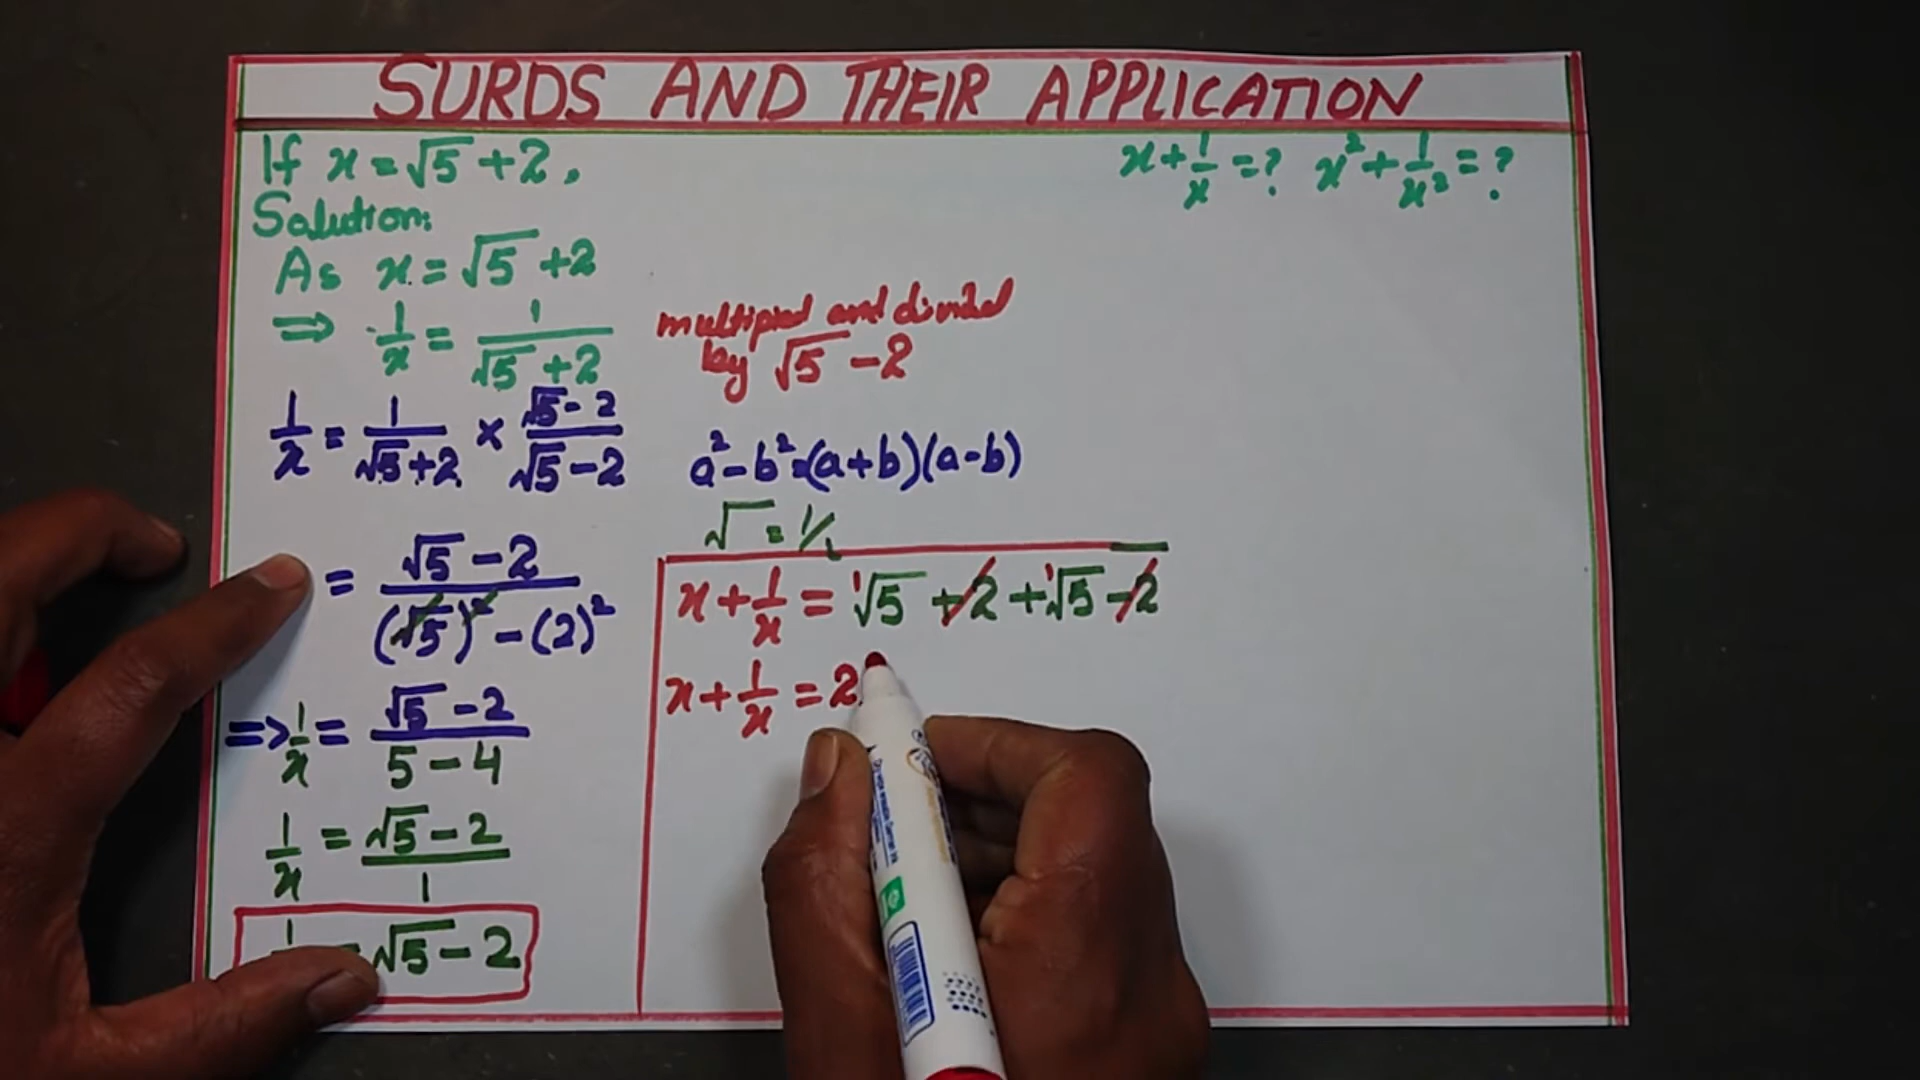 SURDS AND THEIR APPLICATION
If x = √5 + 2,
x + 1/x = ? x² + 1/x² = ?
Solution:
As x = √5 + 2
⇒ 1/x = 1/(√5 + 2)
multiplied and divided
by √5 - 2
1/x = 1/(√5 + 2) × (√5 - 2)/(√5 - 2)
a² - b² = (a + b)(a - b)
= (√5 - 2)/((√5)² - (2)²)
⇒ 1/x = (√5 - 2)/(5 - 4)
1/x = (√5 - 2)/1
= √5 - 2
x + 1/x = ¹√5 + 2 + ¹√5 - 2
x + 1/x = 2